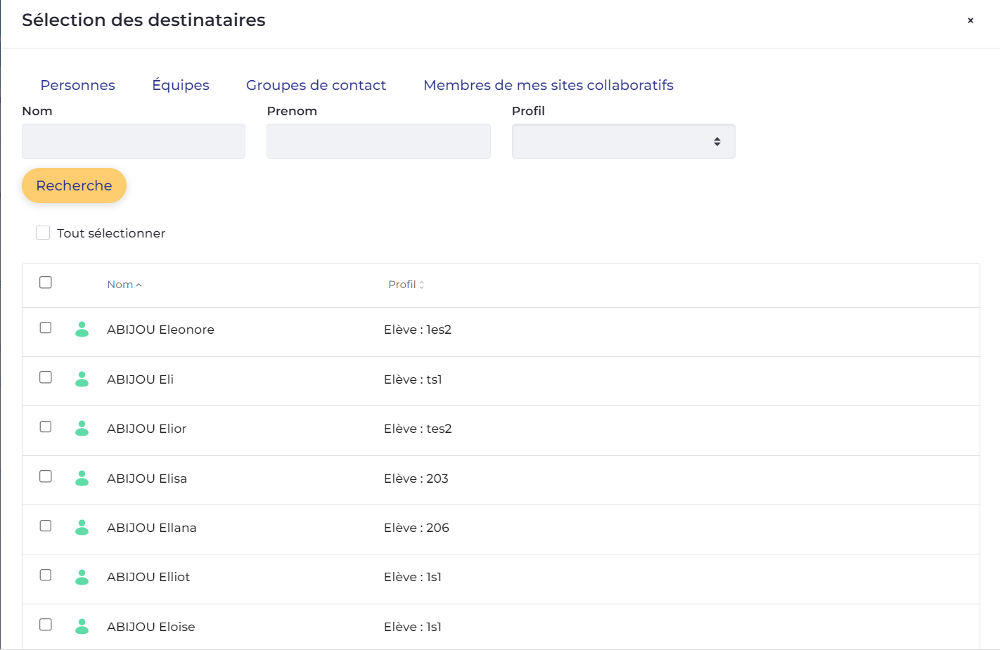 Sélection des destinataires ×
Personnes Équipes Groupes de contact Membres de mes sites collaboratifs
Nom Prenom Profil
Recherche
Tout sélectionner
Nom Profil
ABIJOU Eleonore Elève : 1es2
ABIJOU Eli Elève : ts1
ABIJOU Elior Elève : tes2
ABIJOU Elisa Elève : 203
ABIJOU Ellana Elève : 206
ABIJOU Elliot Elève : 1s1
ABIJOU Eloise Elève : 1s1